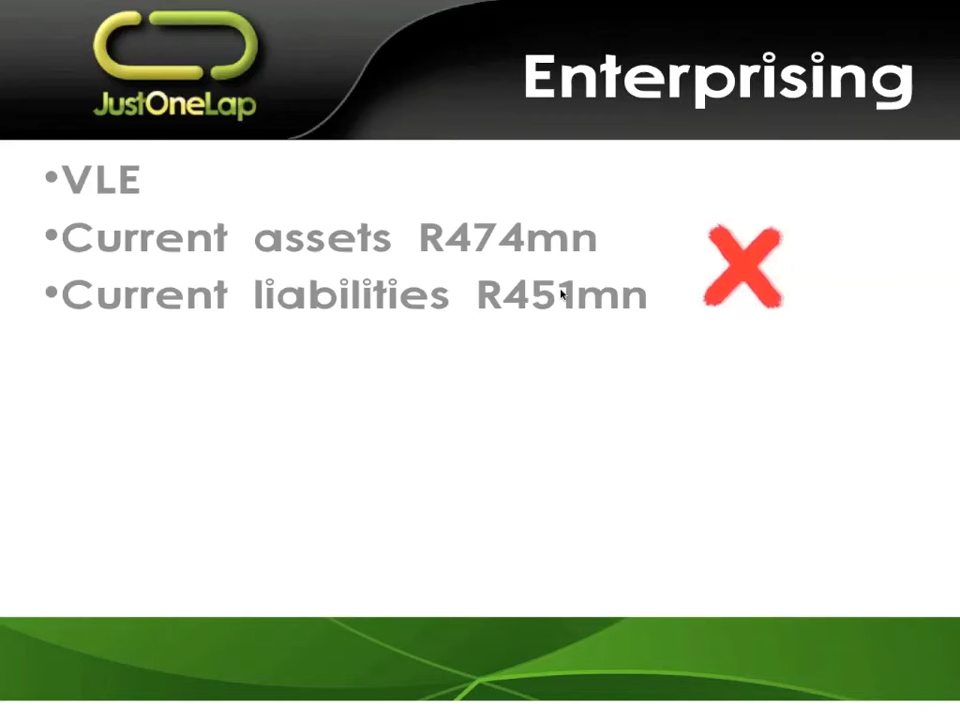 JustOneLap
Enterprising
•VLE
•Current assets R474mn
•Current liabilities R451mn